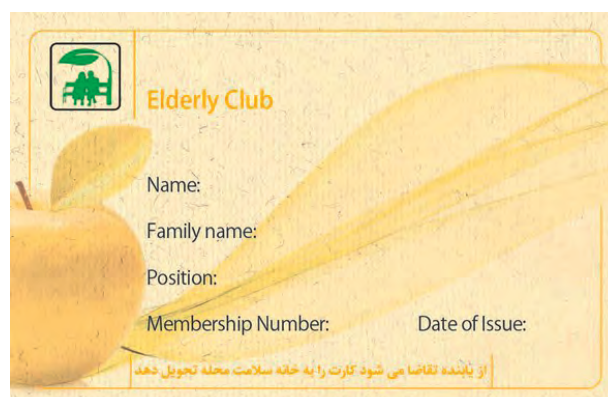 Elderly Club
Name:
Family name:
Position:
Membership Number: Date of Issue:
از یابنده تقاضا می شود کارت را به خانه سلامت محله تحویل دهد